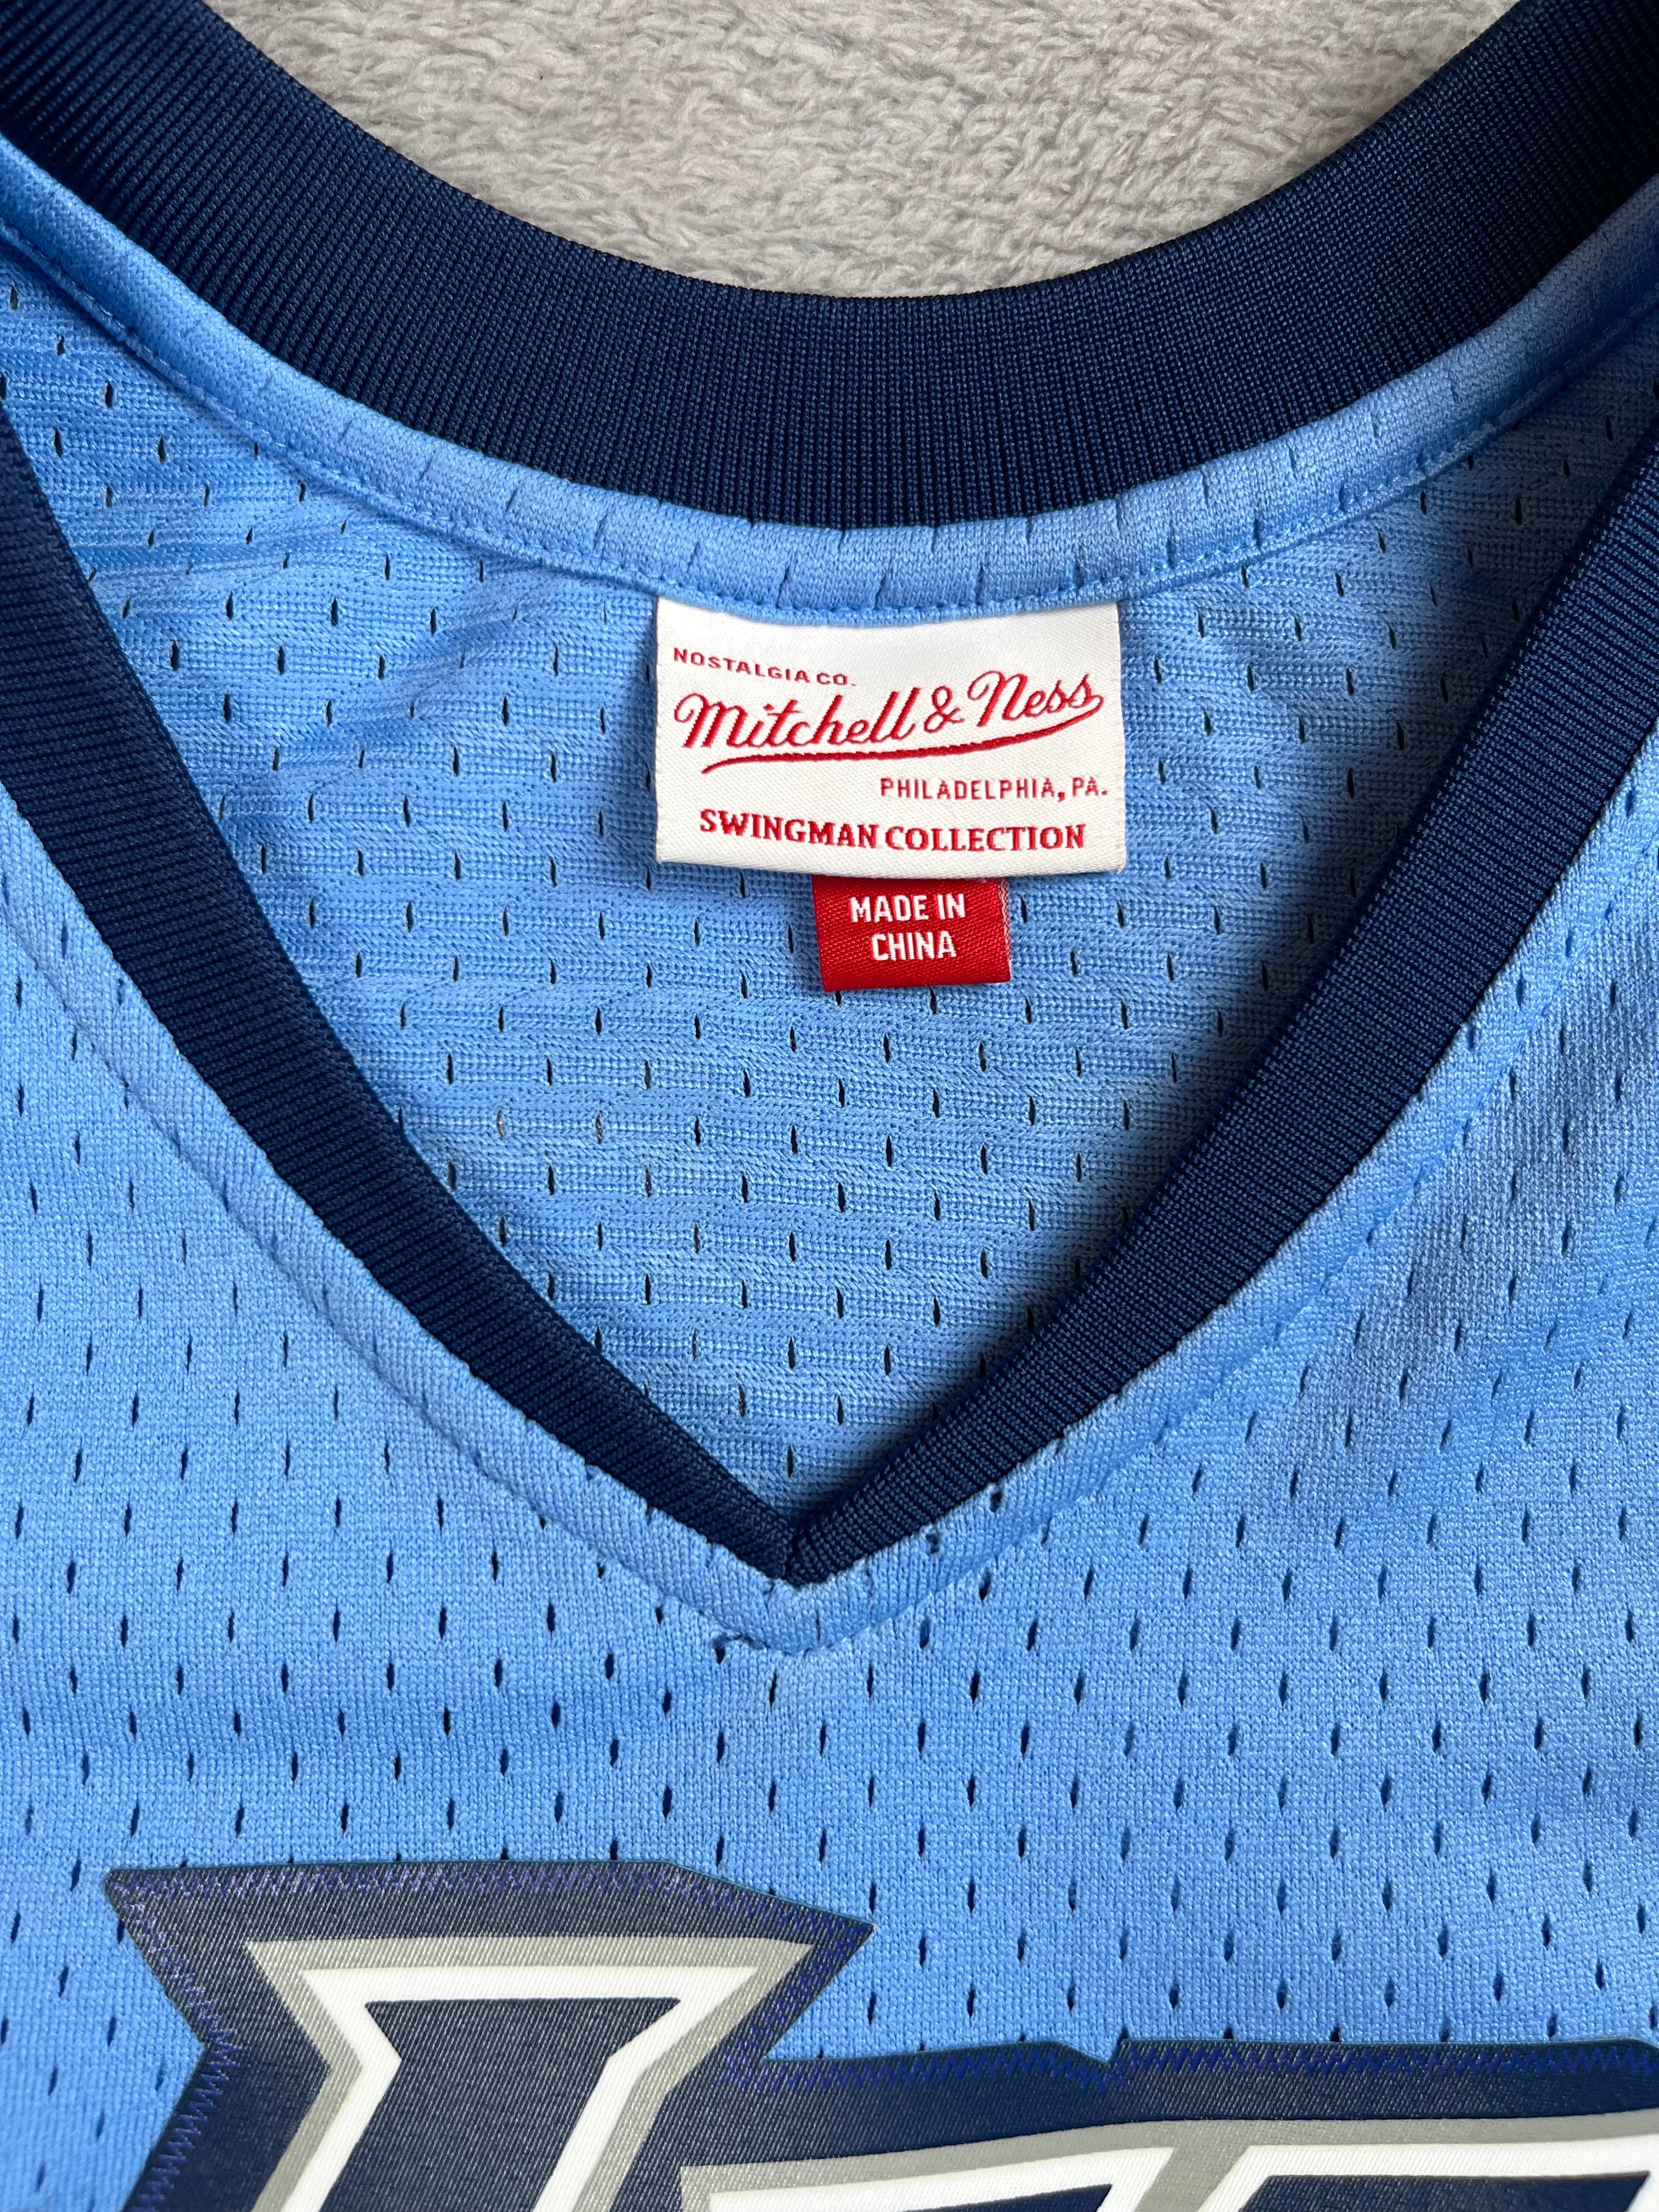 NOSTALGIA CO.
Mitchell & Ness
PHILADELPHIA, PA.
SWINGMAN COLLECTION
MADE IN
CHINA